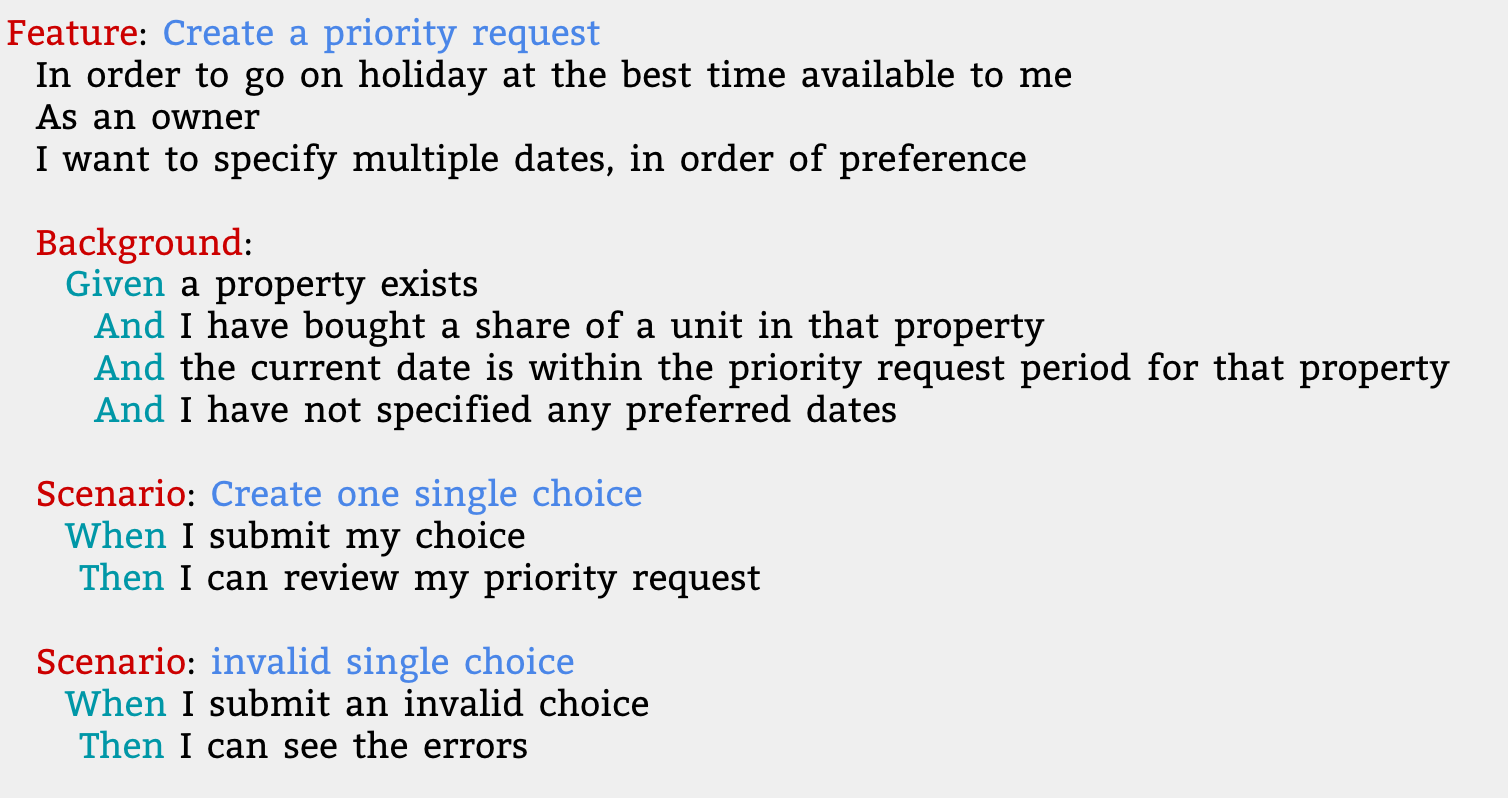 Feature: Create a priority request
In order to go on holiday at the best time available to me
As an owner
I want to specify multiple dates, in order of preference
Background:
Given a property exists
And I have bought a share of a unit in that property
And the current date is within the priority request period for that property
And I have not specified any preferred dates
Scenario: Create one single choice
When I submit my choice
Then I can review my priority request
Scenario: invalid single choice
When I submit an invalid choice
Then I can see the errors